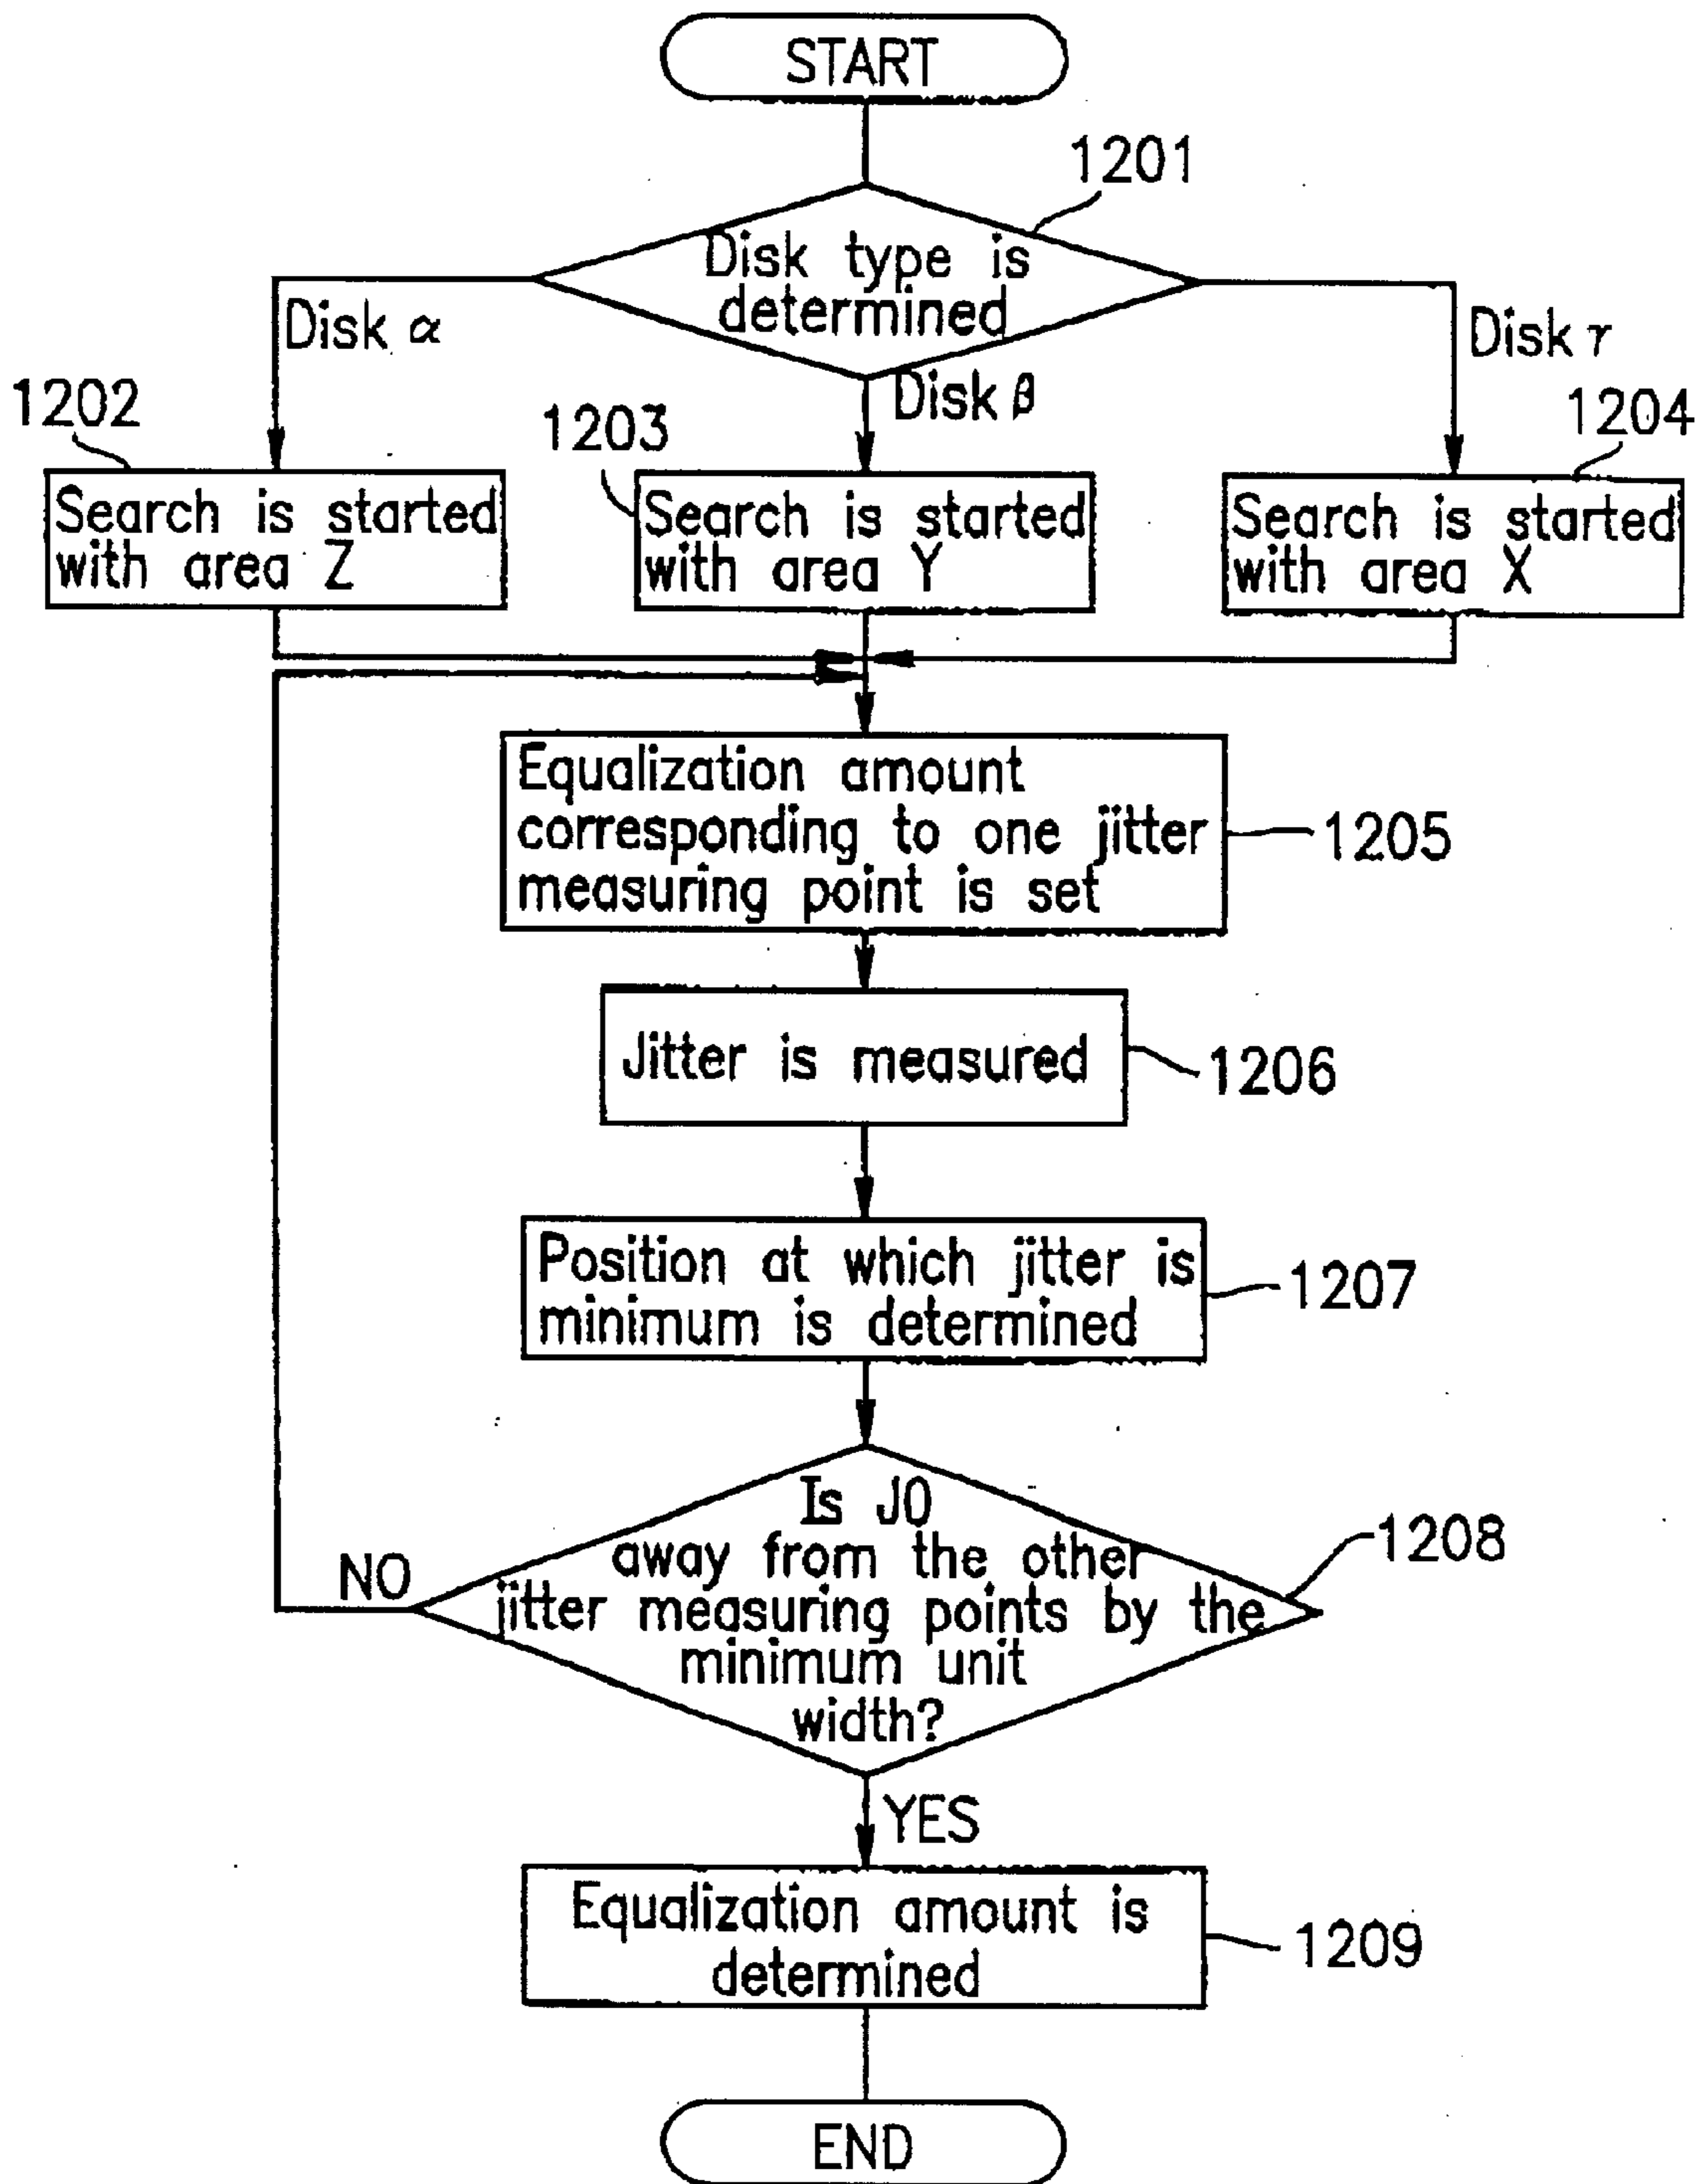 START
1201
Disk type is
determined
Disk α
Disk β
Disk γ
1202
1203
1204
Search is started
with area Z
Search is started
with area Y
Search is started
with area X
Equalization amount
corresponding to one jitter
measuring point is set
1205
Jitter is measured
1206
Position at which jitter is
minimum is determined
1207
Is J0
away from the other
jitter measuring points by the
minimum unit
width?
1208
NO
YES
Equalization amount is
determined
1209
END